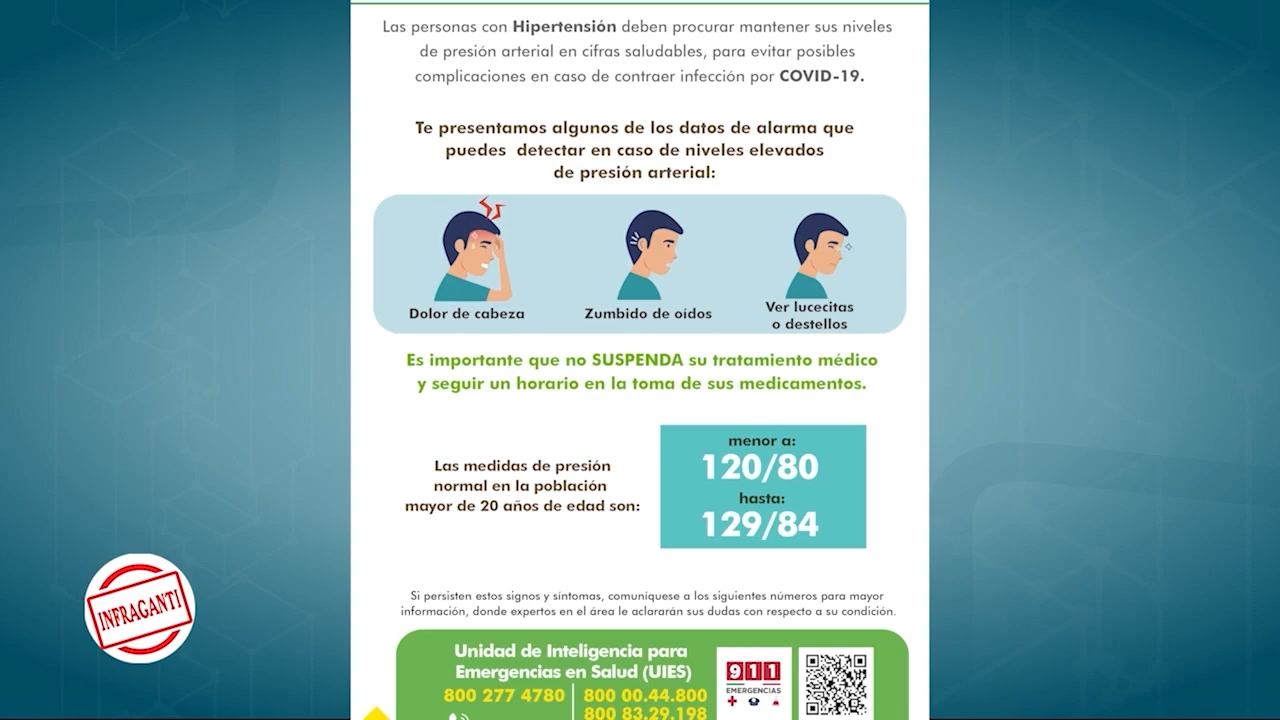 Las personas con Hipertensión deben procurar mantener sus niveles
de presión arterial en cifras saludables, para evitar posibles
complicaciones en caso de contraer infección por COVID-19.
Te presentamos algunos de los datos de alarma que
puedes detectar en caso de niveles elevados
de presión arterial:
Dolor de cabeza
Zumbido de oídos
Ver lucecitas
o destellos
Es importante que no SUSPENDA su tratamiento médico
y seguir un horario en la toma de sus medicamentos.
Las medidas de presión
normal en la población
mayor de 20 años de edad son:
menor a:
120/80
hasta:
129/84
Si persisten estos signos y síntomas, comuníquese a los siguientes números para mayor
información, donde expertos en el área le aclararán sus dudas con respecto a su condición.
Unidad de Inteligencia para
Emergencias en Salud (UIES)
800 277 4780
800 00.44.800
800 83.29.198
911
EMERGENCIAS
INFRAGANTI